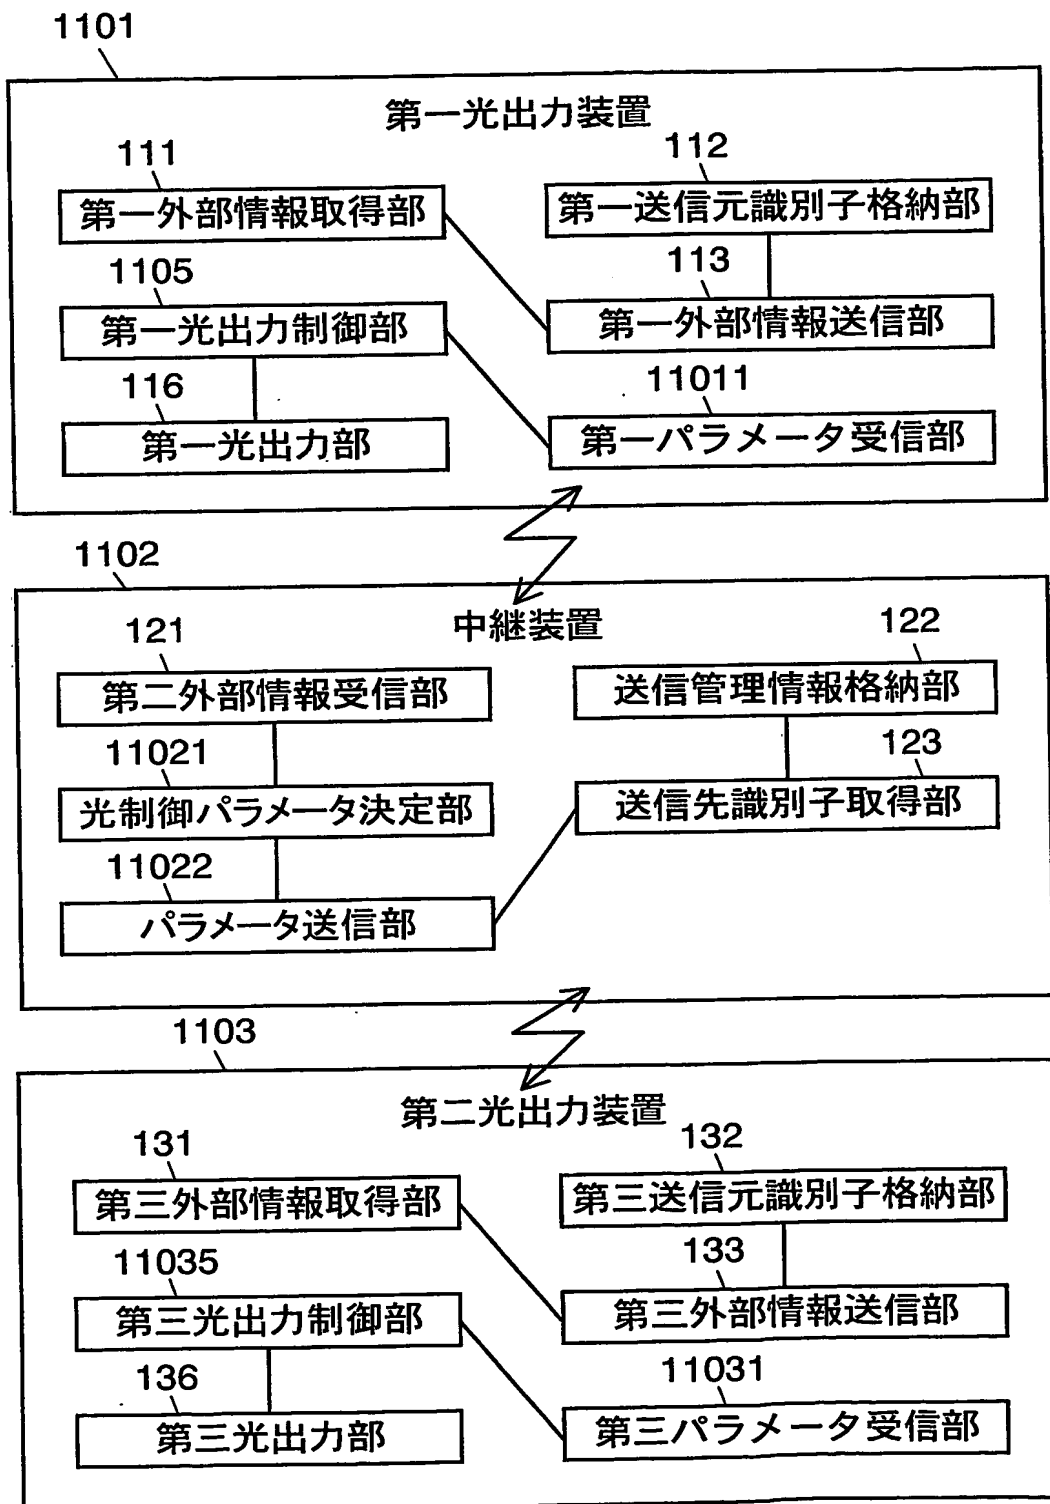 1101
第一光出力装置
111
112
第一外部情報取得部
第一送信元識別子格納部
1105
113
第一光出力制御部
第一外部情報送信部
116
11011
第一光出力部
第一パラメータ受信部
1102
中継装置
121
122
第二外部情報受信部
送信管理情報格納部
11021
123
光制御パラメータ決定部
送信先識別子取得部
11022
パラメータ送信部
1103
第二光出力装置
131
132
第三外部情報取得部
第三送信元識別子格納部
11035
133
第三光出力制御部
第三外部情報送信部
136
11031
第三光出力部
第三パラメータ受信部